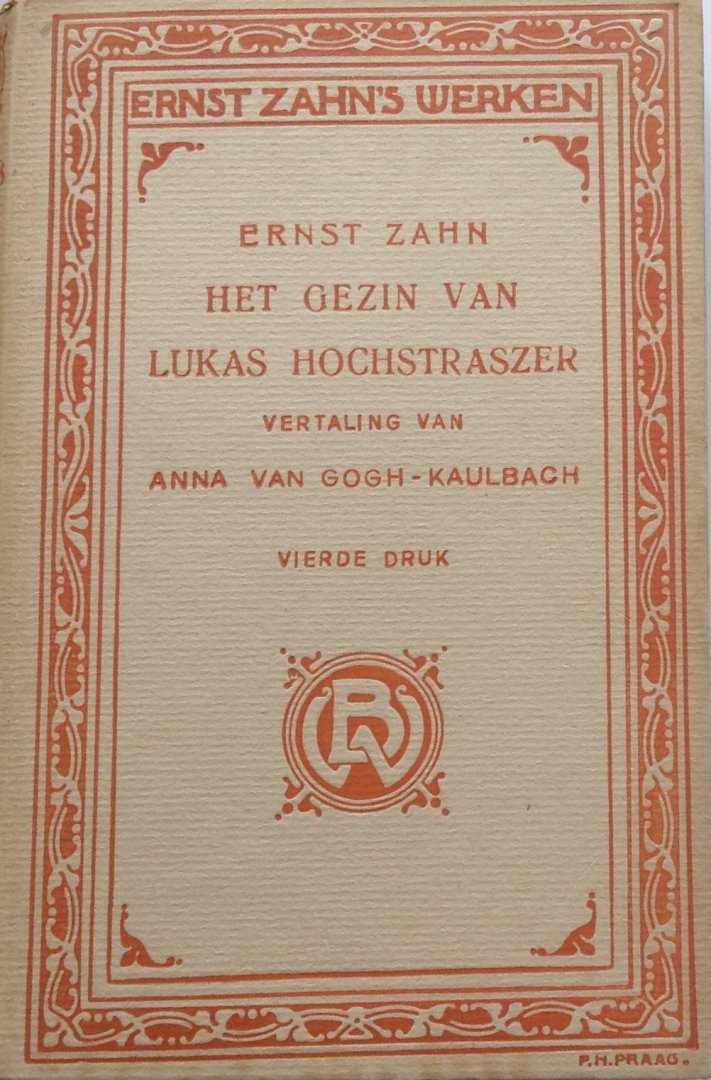 ERNST ZAHN'S WERKEN
ERNST ZAHN
HET GEZIN VAN
LUKAS HOCHSTRASZER
VERTALING VAN
ANNA VAN GOGH-KAULBACH
VIERDE DRUK
P.H. PRAAG.